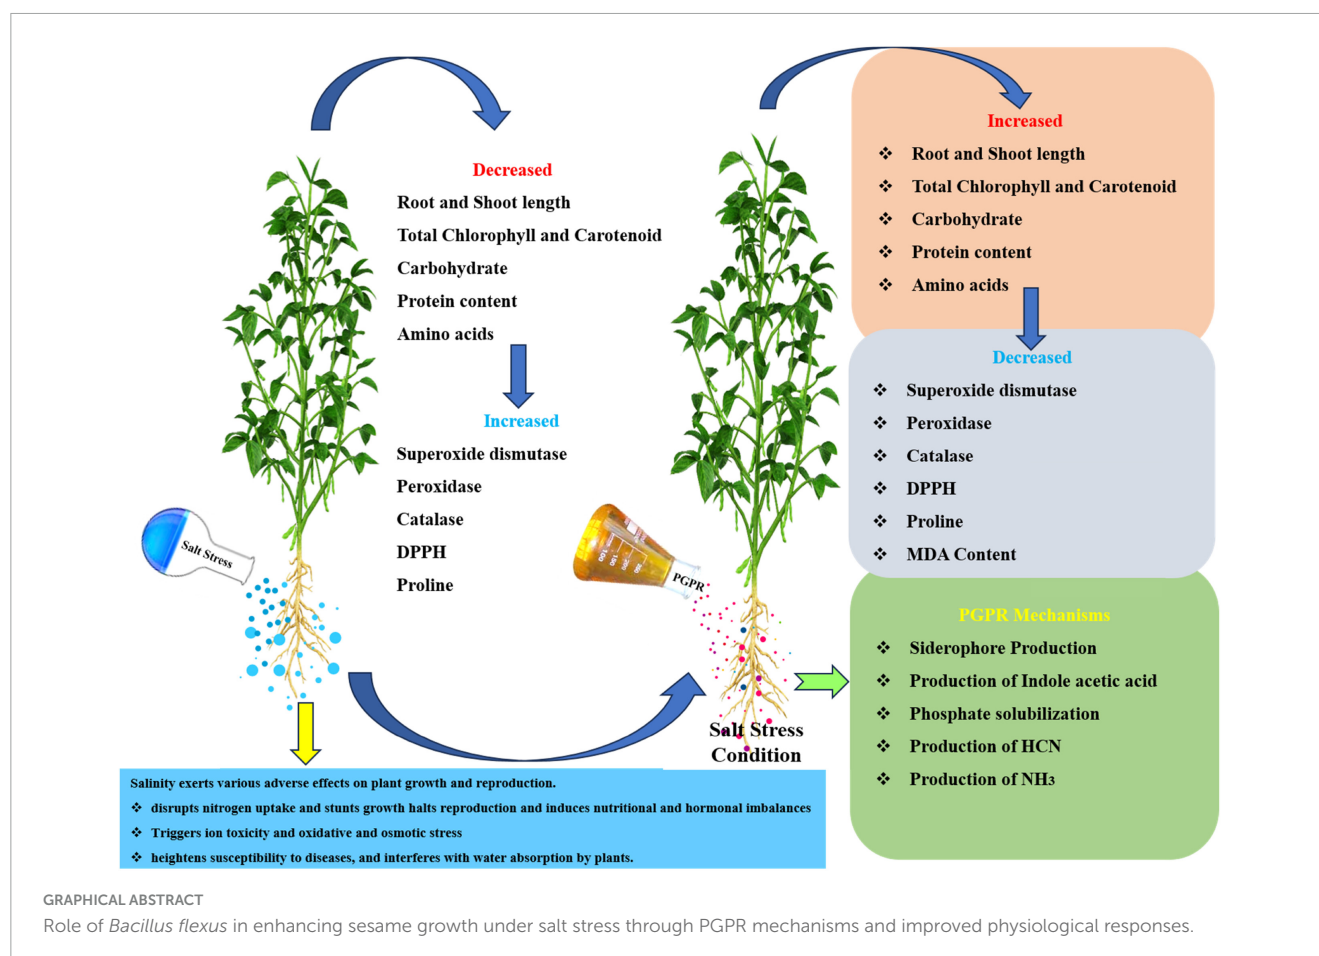 Decreased
Root and Shoot length
Total Chlorophyll and Carotenoid
Carbohydrate
Protein content
Amino acids
Increased
Superoxide dismutase
Peroxidase
Catalase
DPPH
Proline
Salt Stress
Salinity exerts various adverse effects on plant growth and reproduction.
❖ disrupts nitrogen uptake and stunts growth halts reproduction and induces nutritional and hormonal imbalances
❖ Triggers ion toxicity and oxidative and osmotic stress
❖ heightens susceptibility to diseases, and interferes with water absorption by plants.
PGPR
Salt Stress
Condition
Increased
❖ Root and Shoot length
❖ Total Chlorophyll and Carotenoid
❖ Carbohydrate
❖ Protein content
❖ Amino acids
Decreased
❖ Superoxide dismutase
❖ Peroxidase
❖ Catalase
❖ DPPH
❖ Proline
❖ MDA Content
PGPR Mechanisms
❖ Siderophore Production
❖ Production of Indole acetic acid
❖ Phosphate solubilization
❖ Production of HCN
❖ Production of NH3
GRAPHICAL ABSTRACT
Role of Bacillus flexus in enhancing sesame growth under salt stress through PGPR mechanisms and improved physiological responses.